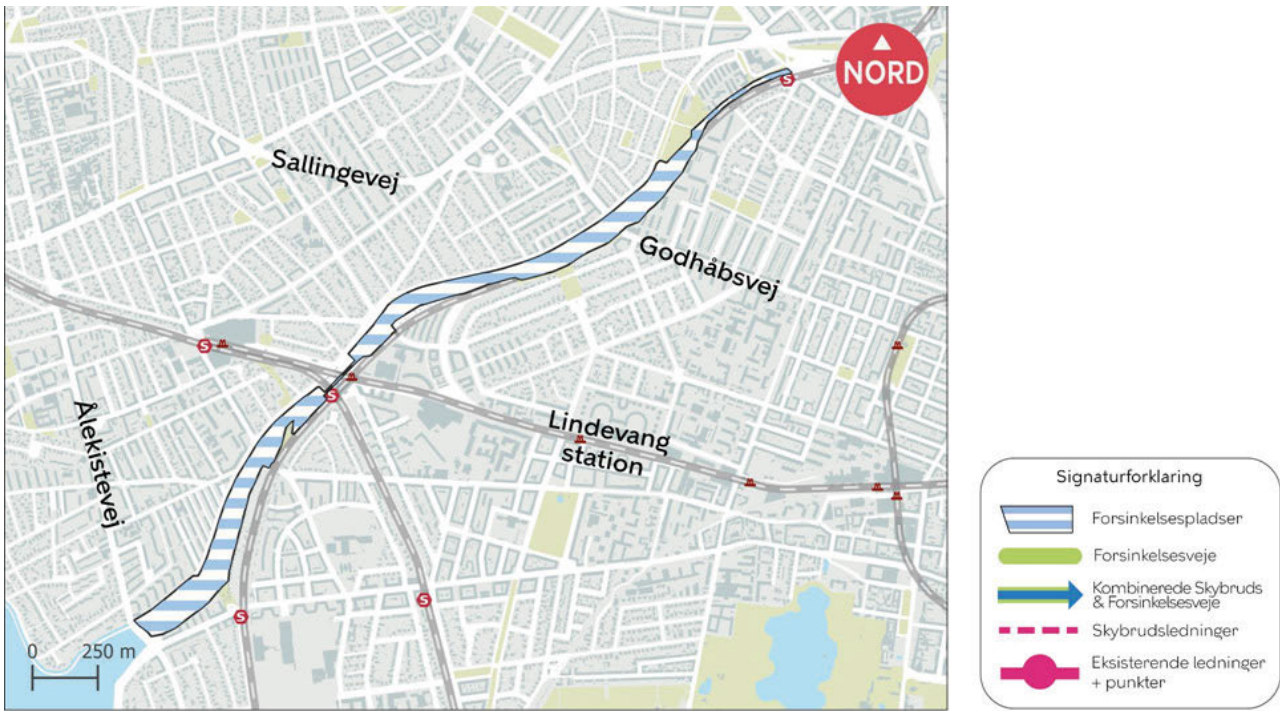 NORD
Sallingevej
Godhåbsvej
Lindevang
station
Ålekistevej
0 250 m
S
S
S
S
S
Signaturforklaring
Forsinkelsespladser
Forsinkelsesveje
Kombinerede Skybruds
& Forsinkelsesveje
Skybrudsledninger
Eksisterende ledninger
+ punkter